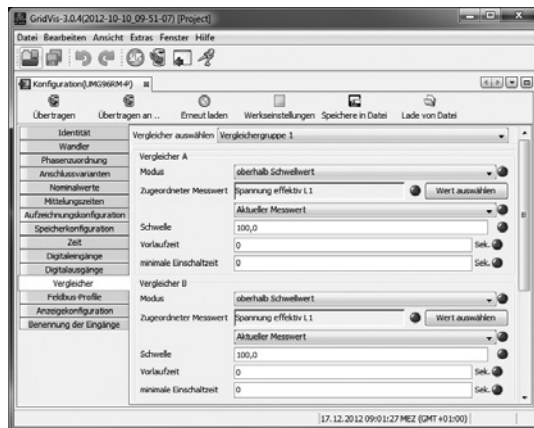 GridVis-3.0.4(2012-10-10_09-51-07) [Project]
Datei Bearbeiten Ansicht Extras Fenster Hilfe
Konfiguration(UMG96RM-P)
Übertragen Übertragen an .. Erneut laden Werkseinstellungen Speichere in Datei Lade von Datei
Identität
Wandler
Phasenzuordnung
Anschlussvarianten
Nominalwerte
Mittelungszeiten
Aufzeichnungskonfiguration
Speicherkonfiguration
Zeit
Digitaleingänge
Digitalausgänge
Vergleicher
Feldbus-Profile
Anzeigekonfiguration
Benennung der Eingänge
Vergleicher auswählen Vergleichergruppe 1
Vergleicher A
Modus oberhalb Schwellwert
Zugeordneter Messwert Spannung effektiv L1 Wert auswählen
Aktueller Messwert
Schwelle 100,0
Vorlaufzeit 0 Sek.
minimale Einschaltzeit 0 Sek.
Vergleicher B
Modus oberhalb Schwellwert
Zugeordneter Messwert Spannung effektiv L1 Wert auswählen
Aktueller Messwert
Schwelle 100,0
Vorlaufzeit 0 Sek.
minimale Einschaltzeit 0 Sek.
17.12.2012 09:01:27 MEZ (GMT+01:00)